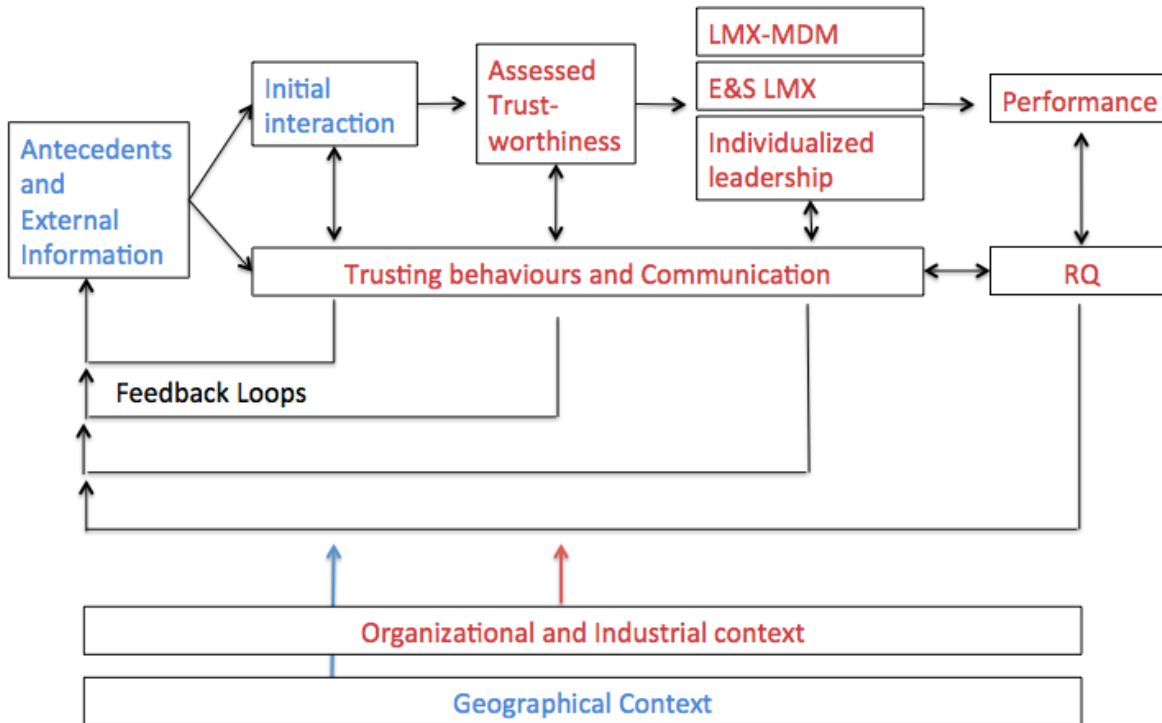 LMX-MDM
Initial
interaction
Assessed
Trust-
worthiness
E&S LMX
Performance
Antecedents
and
External
Information
Individualized
leadership
Trusting behaviours and Communication
RQ
Feedback Loops
Organizational and Industrial context
Geographical Context